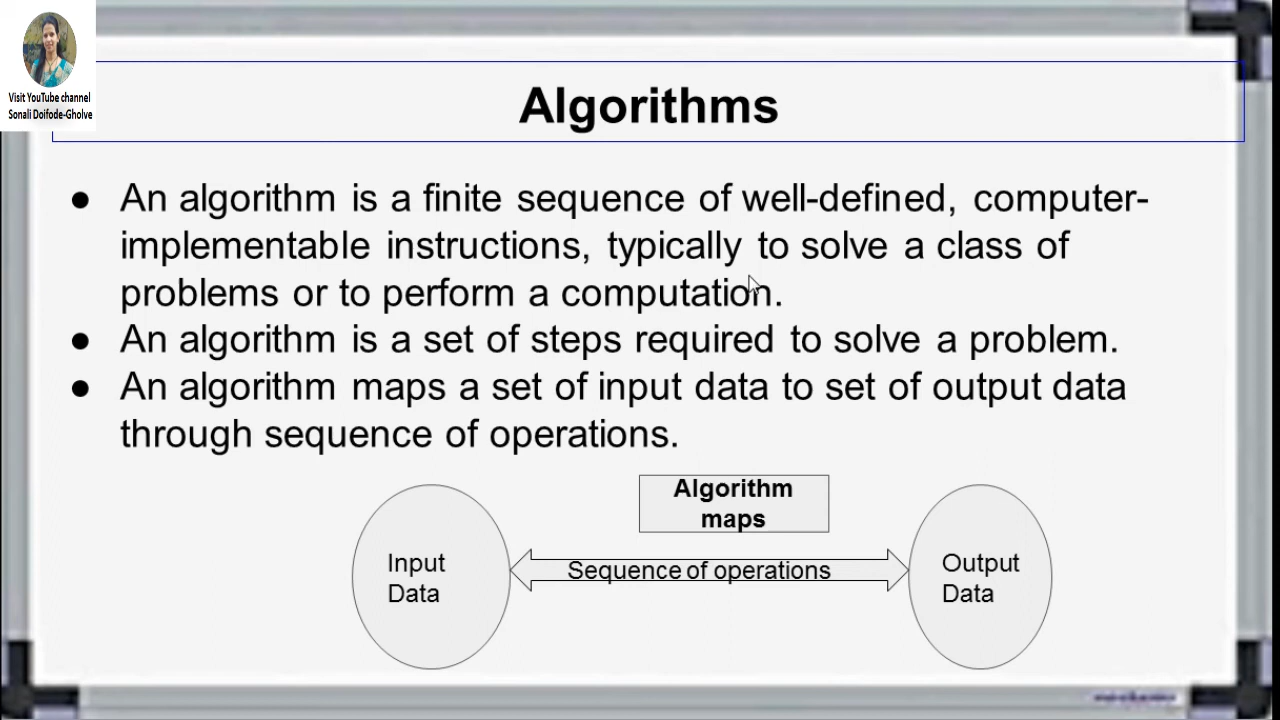 Visit YouTube channel
Sonali Doifode-Gholve
Algorithms
● An algorithm is a finite sequence of well-defined, computer-
implementable instructions, typically to solve a class of
problems or to perform a computation.
● An algorithm is a set of steps required to solve a problem.
● An algorithm maps a set of input data to set of output data
through sequence of operations.
Algorithm
maps
Input
Data
Sequence of operations
Output
Data